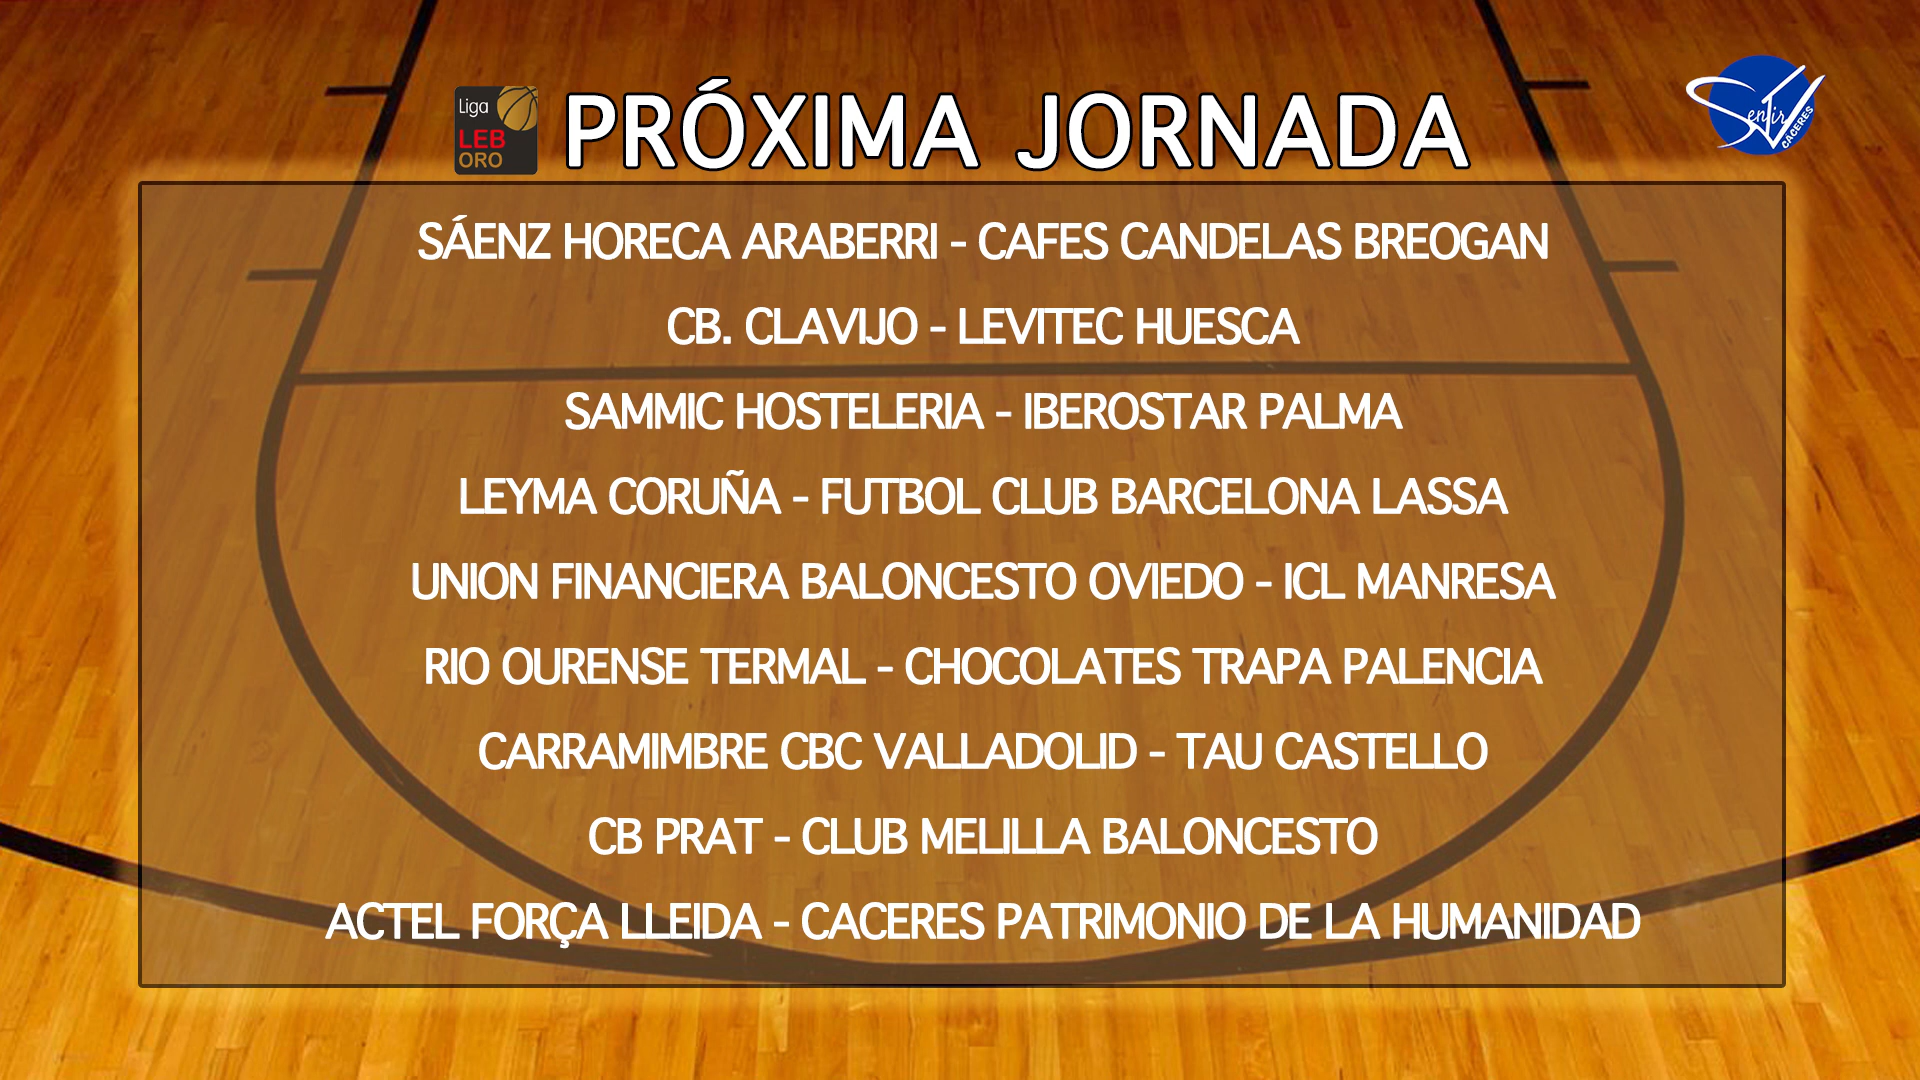 Liga
LEB
ORO
PRÓXIMA JORNADA
SenTir
CÁCERES
SÁENZ HORECA ARABERRI - CAFES CANDELAS BREOGAN
CB. CLAVIJO - LEVITEC HUESCA
SAMMIC HOSTELERIA - IBEROSTAR PALMA
LEYMA CORUÑA - FUTBOL CLUB BARCELONA LASSA
UNION FINANCIERA BALONCESTO OVIEDO - ICL MANRESA
RIO OURENSE TERMAL - CHOCOLATES TRAPA PALENCIA
CARRAMIMBRE CBC VALLADOLID - TAU CASTELLO
CB PRAT - CLUB MELILLA BALONCESTO
ACTEL FORÇA LLEIDA - CACERES PATRIMONIO DE LA HUMANIDAD